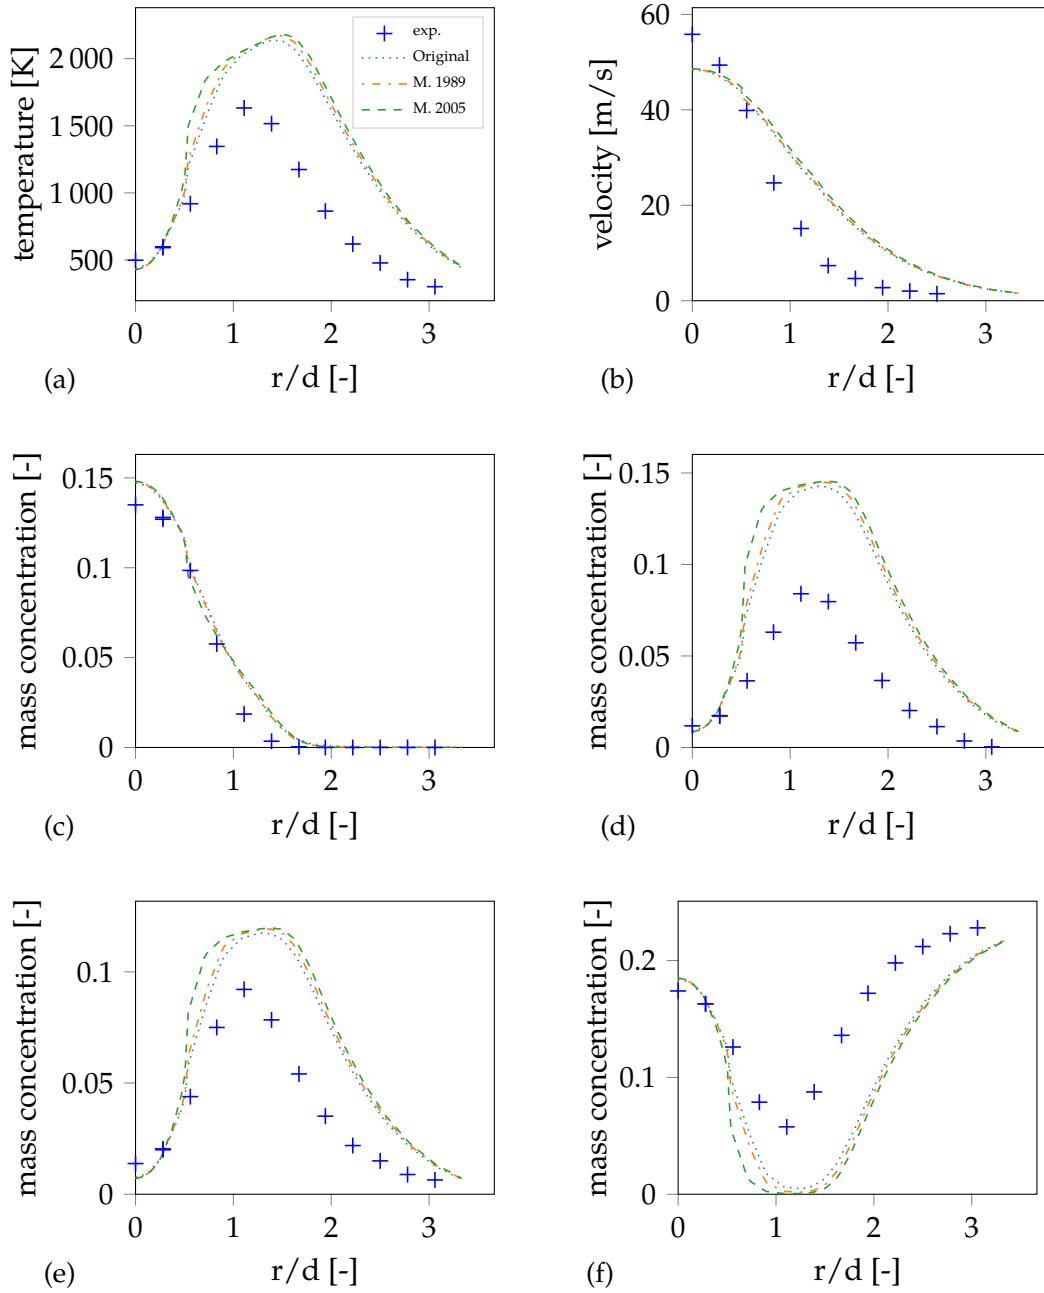 temperature [K]
2 000
1500
1 000
500
0
1
2
3
r/d [-]
(a)
exp.
Original
M. 1989
M. 2005
velocity [m/s]
60
40
20
0
0
1
2
3
r/d [-]
(b)
mass concentration [-]
0.15
0.1
0.05
0
0
1
2
3
r/d [-]
(c)
mass concentration [-]
0.15
0.1
0.05
0
0
1
2
3
r/d [-]
(d)
mass concentration [-]
0.1
0.05
0
0
1
2
3
r/d [-]
(e)
mass concentration [-]
0.2
0.1
0
0
1
2
3
r/d [-]
(f)